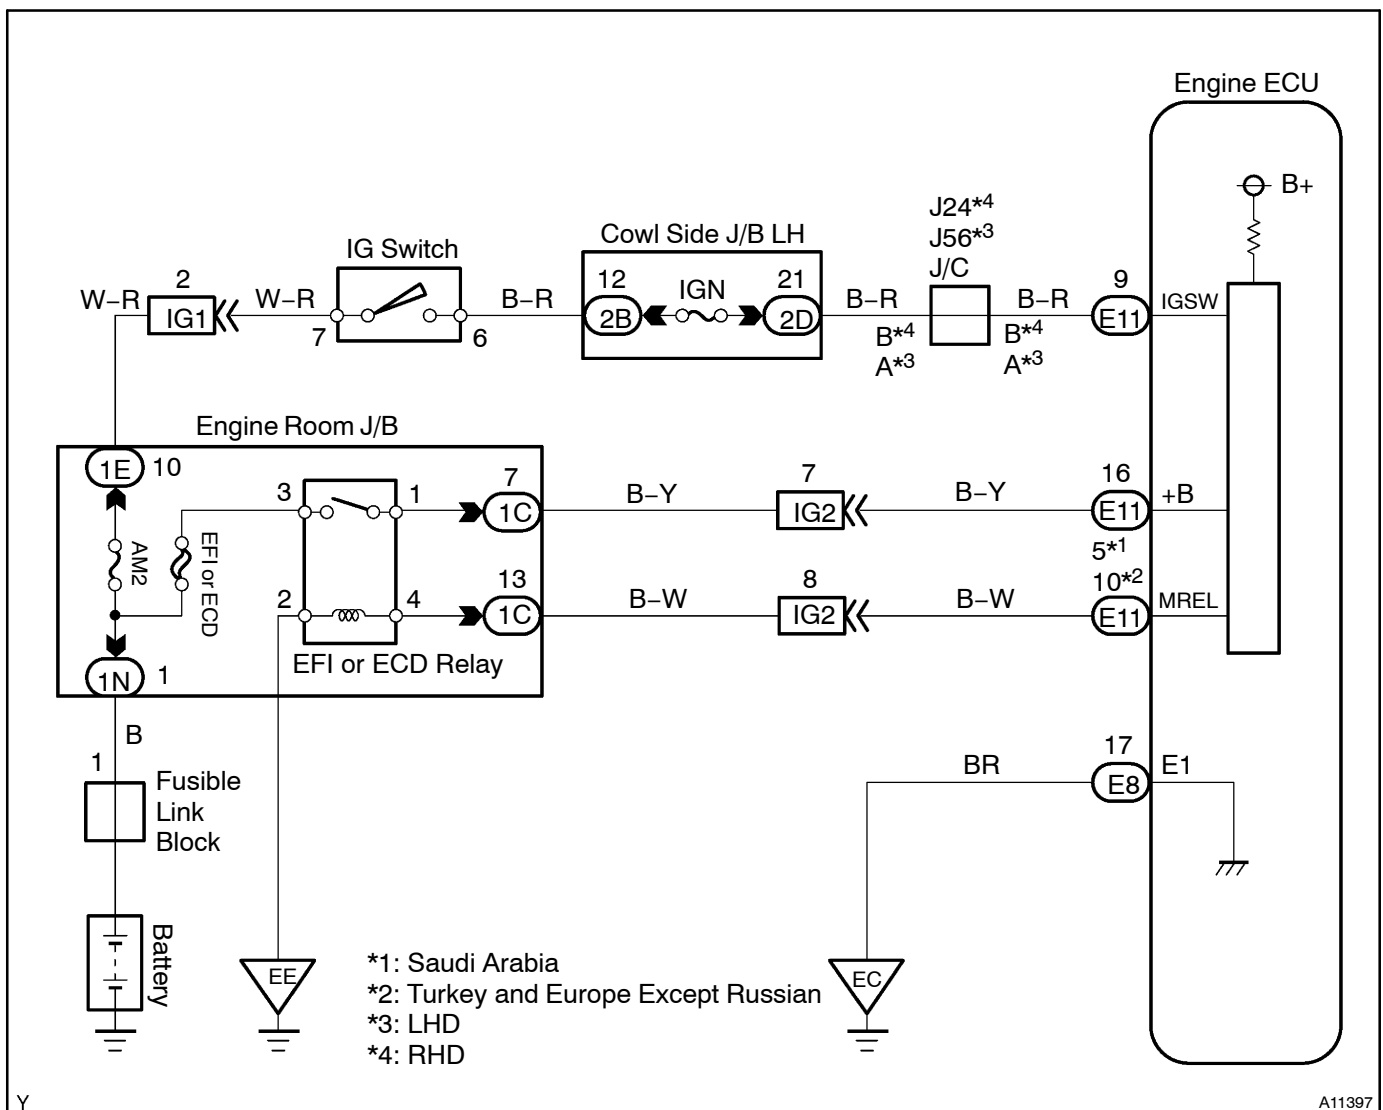 Engine ECU
B+
J24*4
J56*3
J/C
Cowl Side J/B LH
IG Switch
2
12
IGN
21
9
W–R
IG1
W–R
B–R
2B
2D
B–R
B–R
E11
IGSW
7
6
B*4
A*3
B*4
A*3
Engine Room J/B
1E
10
3
1
7
1C
B–Y
7
IG2
B–Y
16
E11
+B
AM2
EFI or ECD
5*1
10*2
2
4
13
1C
B–W
8
IG2
B–W
E11
MREL
EFI or ECD Relay
1N
1
B
1
Fusible
Link
Block
17
BR
E8
E1
Battery
EE
EC
*1: Saudi Arabia
*2: Turkey and Europe Except Russian
*3: LHD
*4: RHD
Y
A11397